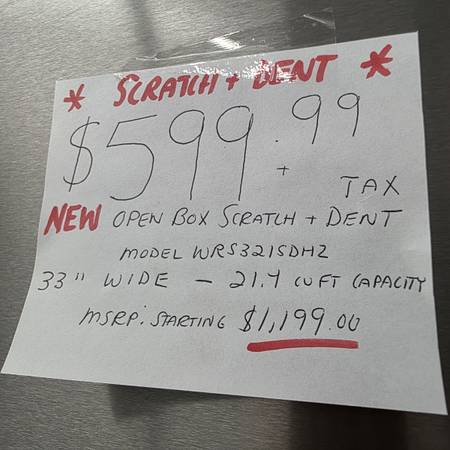 * SCRATCH + DENT *
$599.99
+ TAX
NEW OPEN BOX SCRATCH + DENT
MODEL WRS321SDHZ
33" WIDE - 21.4 CUFT CAPACITY
MSRP: STARTING $1,199.00